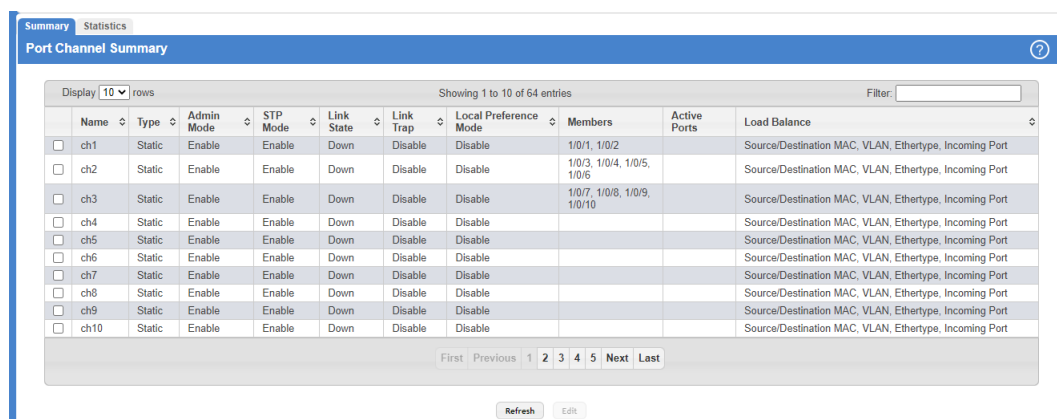 Summary Statistics
Port Channel Summary
?
Display 10 rows Showing 1 to 10 of 64 entries Filter:
Name Type Admin Mode STP Mode Link State Link Trap Local Preference Mode Members Active Ports Load Balance
ch1 Static Enable Enable Down Disable Disable 1/0/1, 1/0/2 Source/Destination MAC, VLAN, Ethertype, Incoming Port
ch2 Static Enable Enable Down Disable Disable 1/0/3, 1/0/4, 1/0/5, 1/0/6 Source/Destination MAC, VLAN, Ethertype, Incoming Port
ch3 Static Enable Enable Down Disable Disable 1/0/7, 1/0/8, 1/0/9, 1/0/10 Source/Destination MAC, VLAN, Ethertype, Incoming Port
ch4 Static Enable Enable Down Disable Disable Source/Destination MAC, VLAN, Ethertype, Incoming Port
ch5 Static Enable Enable Down Disable Disable Source/Destination MAC, VLAN, Ethertype, Incoming Port
ch6 Static Enable Enable Down Disable Disable Source/Destination MAC, VLAN, Ethertype, Incoming Port
ch7 Static Enable Enable Down Disable Disable Source/Destination MAC, VLAN, Ethertype, Incoming Port
ch8 Static Enable Enable Down Disable Disable Source/Destination MAC, VLAN, Ethertype, Incoming Port
ch9 Static Enable Enable Down Disable Disable Source/Destination MAC, VLAN, Ethertype, Incoming Port
ch10 Static Enable Enable Down Disable Disable Source/Destination MAC, VLAN, Ethertype, Incoming Port
First Previous 1 2 3 4 5 Next Last
Refresh Edit